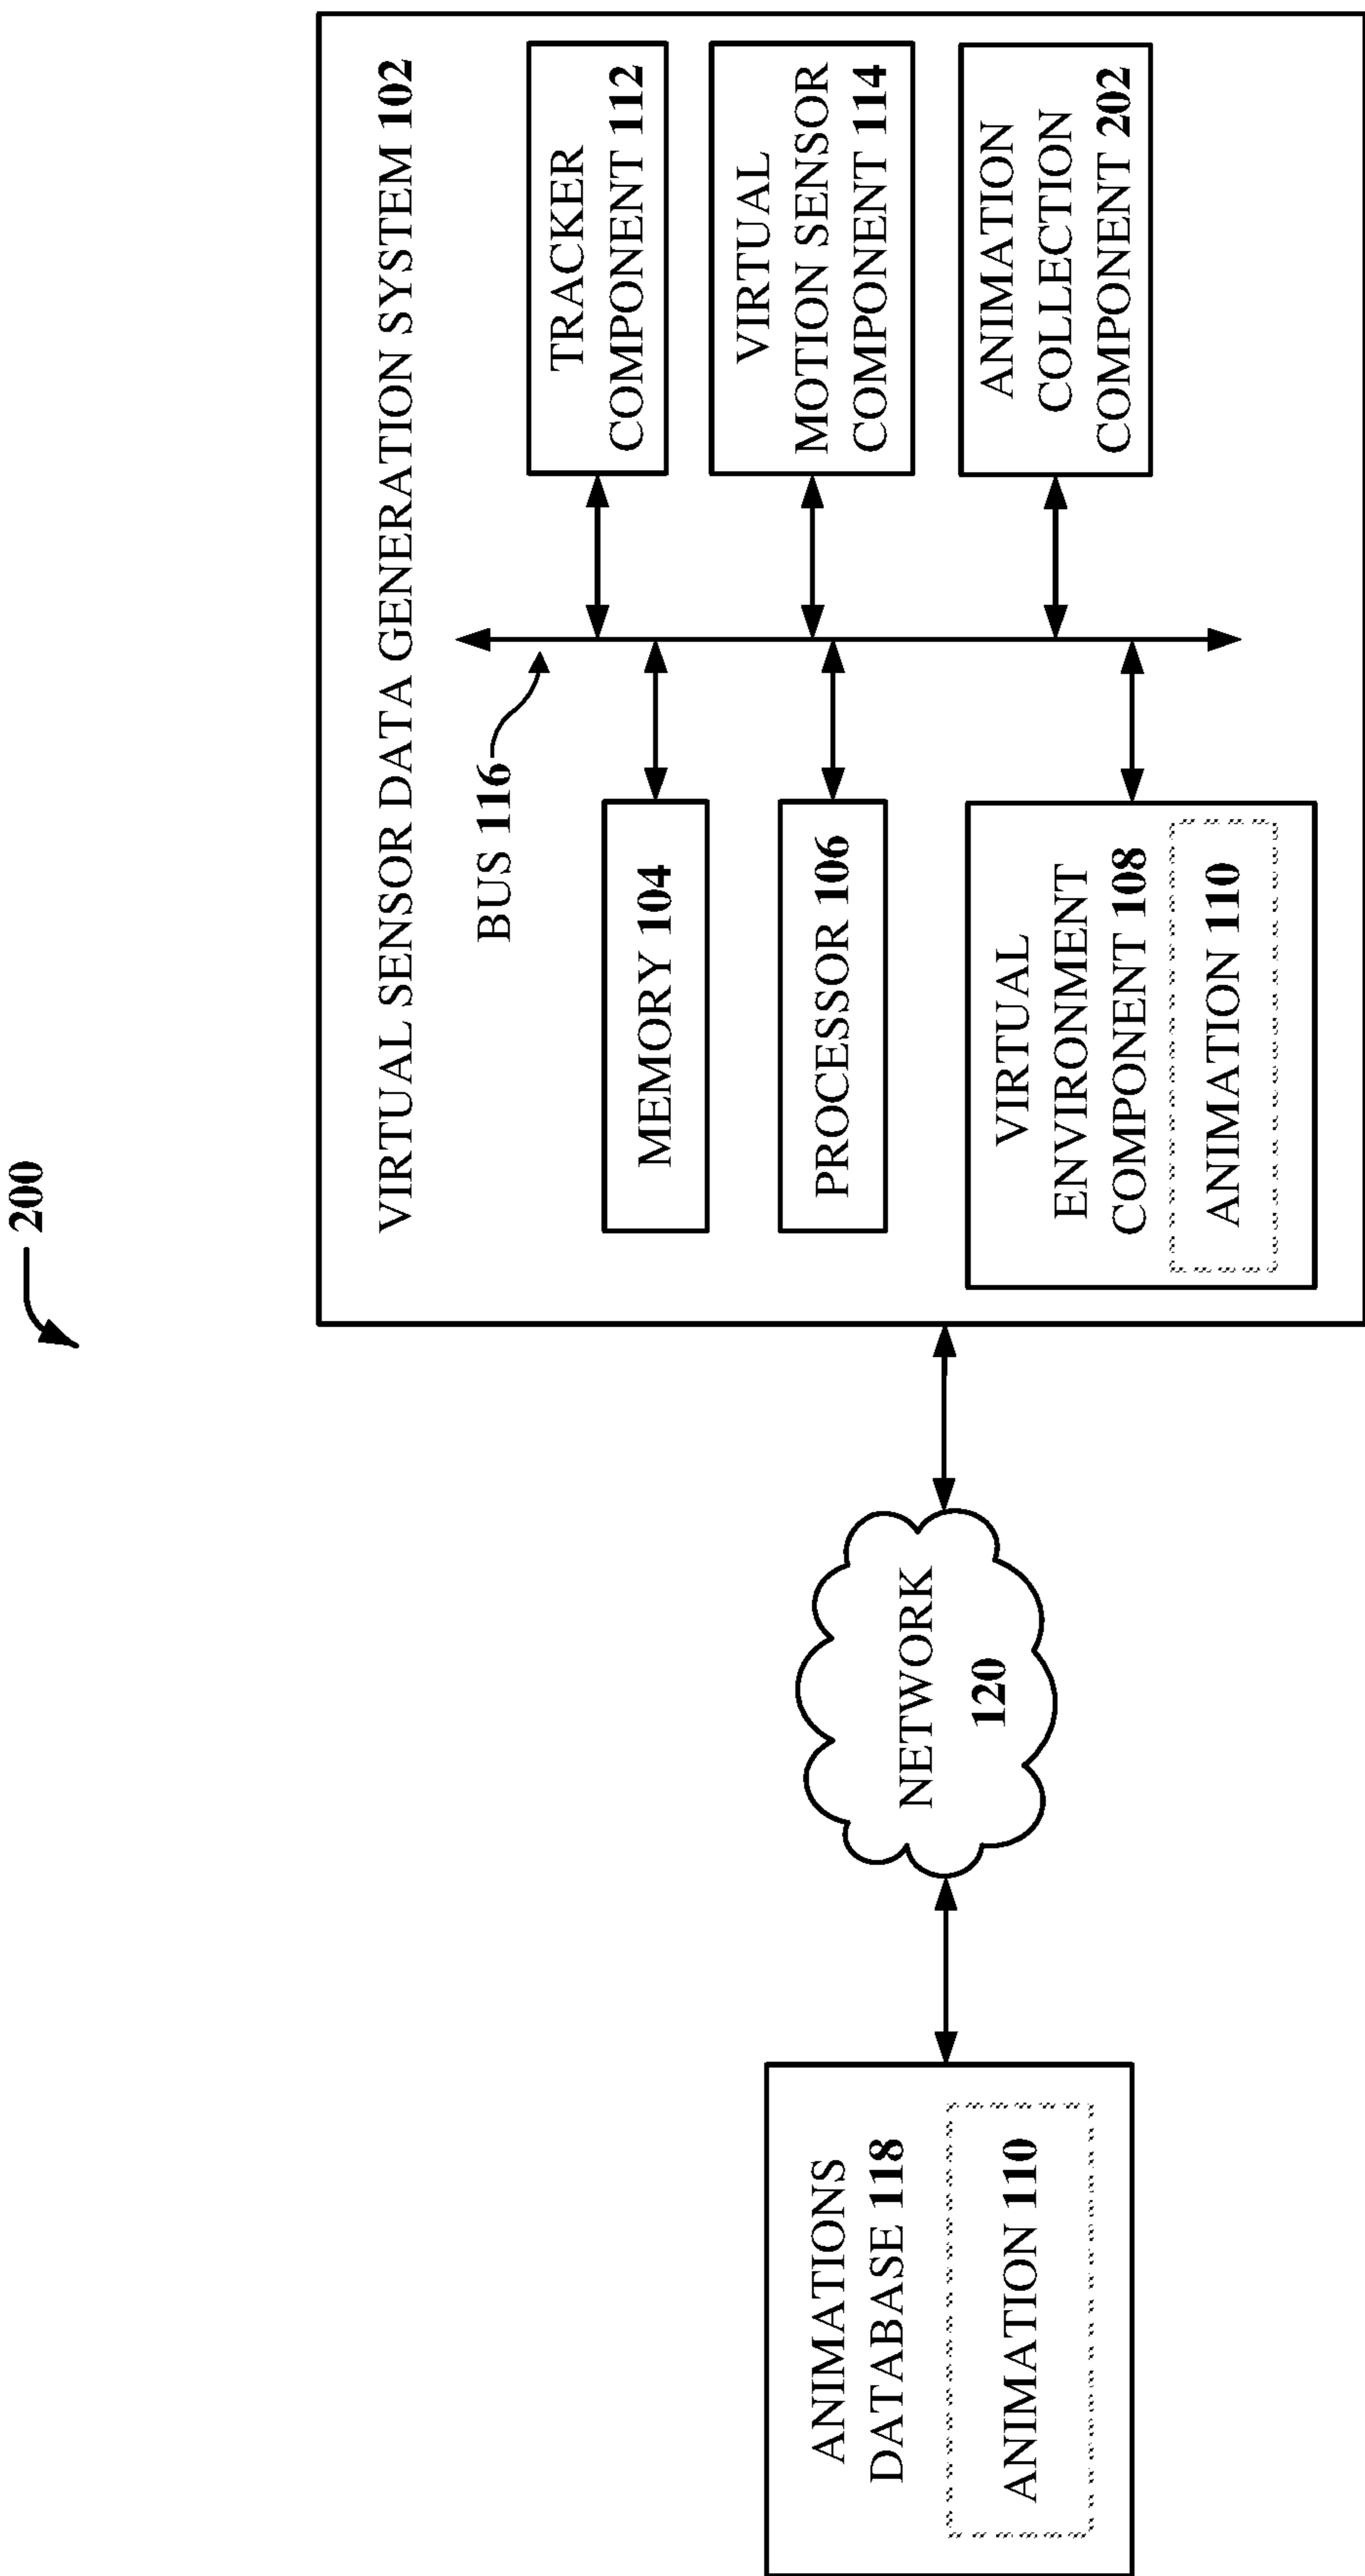 200
VIRTUAL SENSOR DATA GENERATION SYSTEM 102
BUS 116
MEMORY 104
PROCESSOR 106
VIRTUAL
ENVIRONMENT
COMPONENT 108
ANIMATION 110
TRACKER
COMPONENT 112
VIRTUAL
MOTION SENSOR
COMPONENT 114
ANIMATION
COLLECTION
COMPONENT 202
NETWORK
120
ANIMATIONS
DATABASE 118
ANIMATION 110